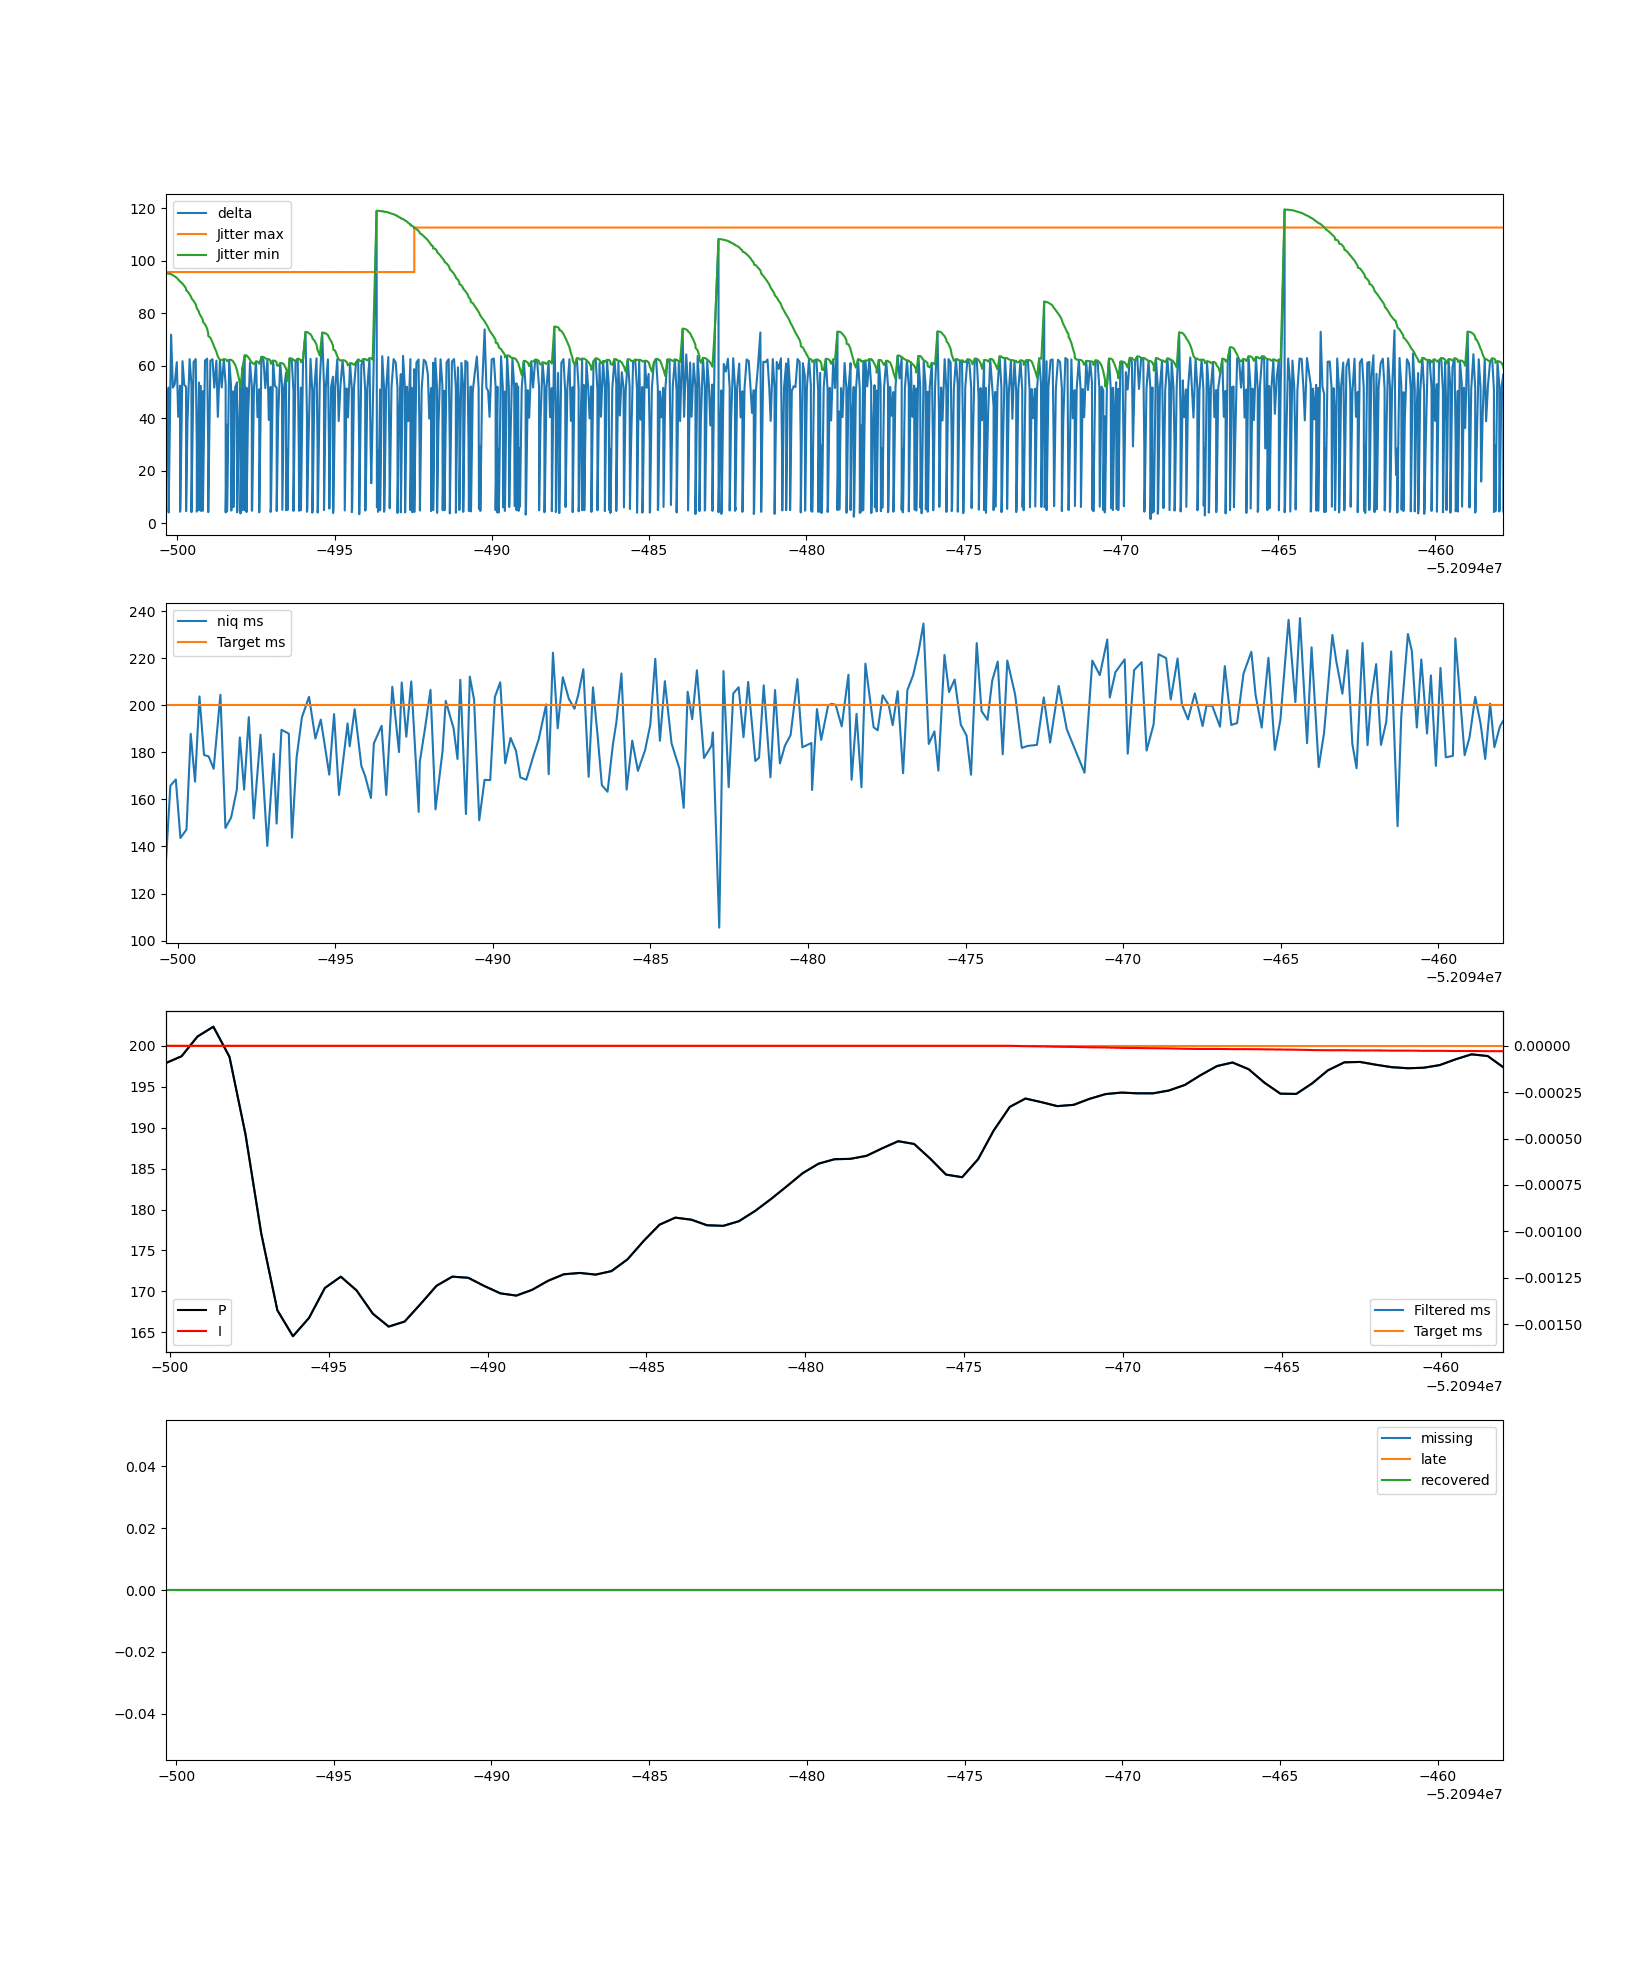 120
100
80
60
40
20
0
delta
Jitter max
Jitter min
−500 −495 −490 −485 −480 −475 −470 −465 −460
−5.2094e7
240
220
200
180
160
140
120
100
niq ms
Target ms
−500 −495 −490 −485 −480 −475 −470 −465 −460
−5.2094e7
200
195
190
185
180
175
170
165
P
I
0.00000
−0.00025
−0.00050
−0.00075
−0.00100
−0.00125
−0.00150
Filtered ms
Target ms
−500 −495 −490 −485 −480 −475 −470 −465 −460
−5.2094e7
0.04
0.02
0.00
−0.02
−0.04
missing
late
recovered
−500 −495 −490 −485 −480 −475 −470 −465 −460
−5.2094e7